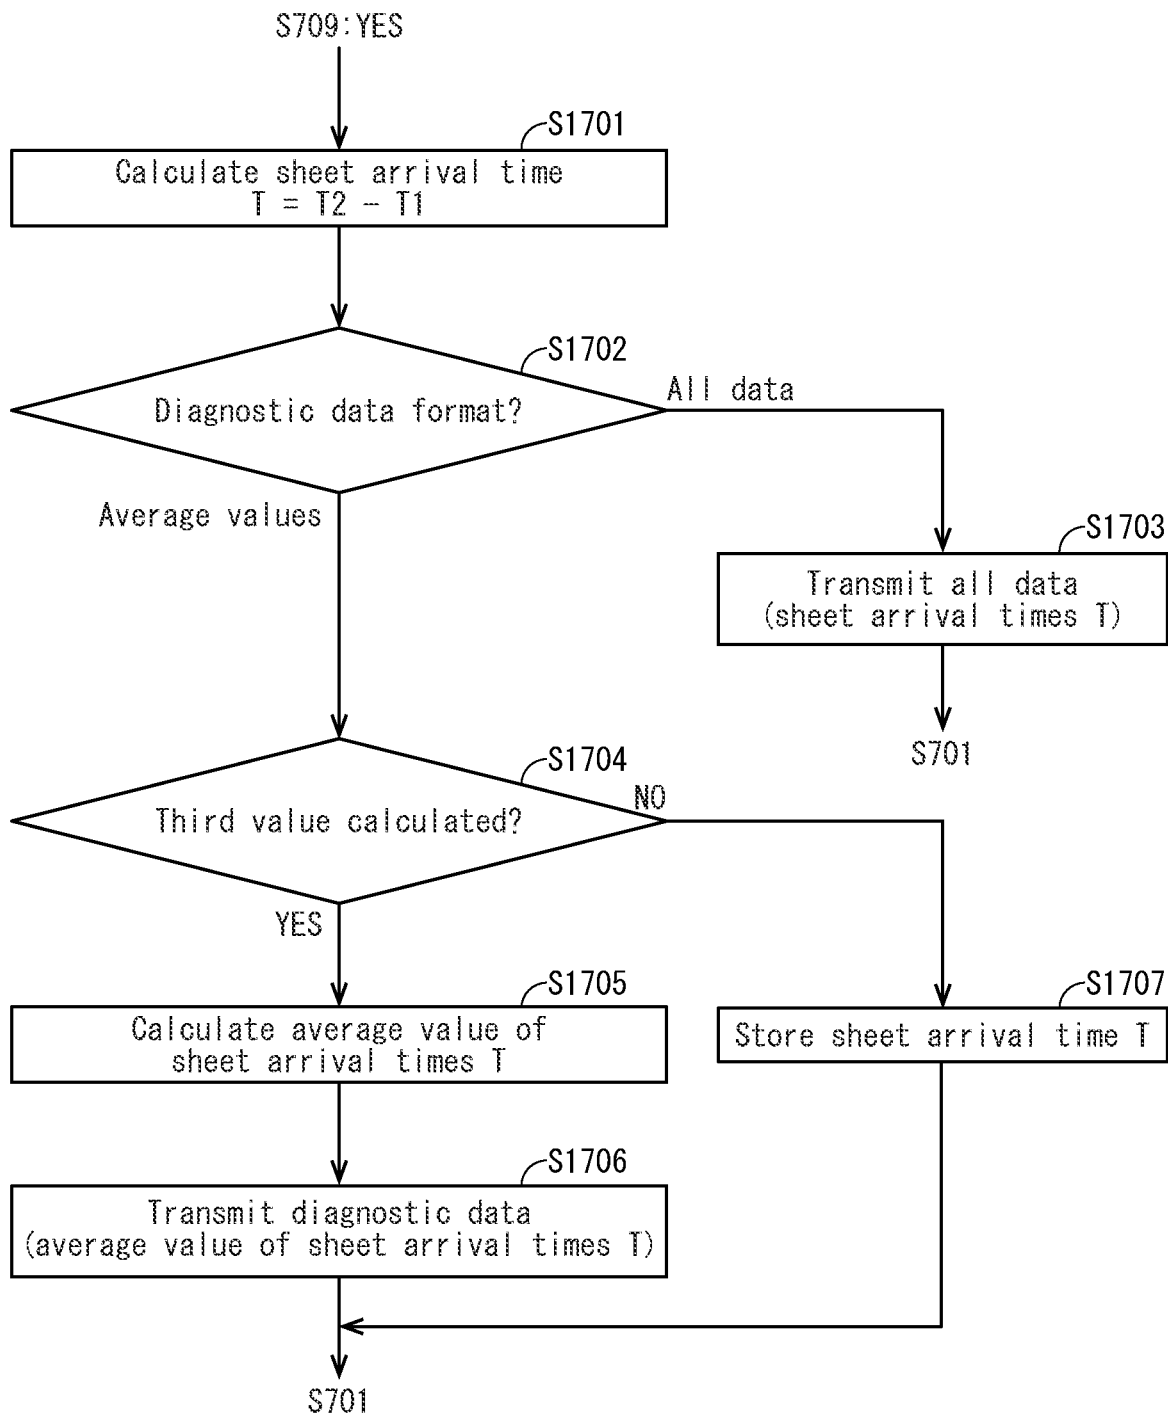 S709:YES
S1701
Calculate sheet arrival time
T = T2 - T1
S1702
Diagnostic data format?
All data
Average values
S1703
Transmit all data
(sheet arrival times T)
S701
S1704
Third value calculated?
NO
YES
S1705
Calculate average value of
sheet arrival times T
S1707
Store sheet arrival time T
S1706
Transmit diagnostic data
(average value of sheet arrival times T)
S701